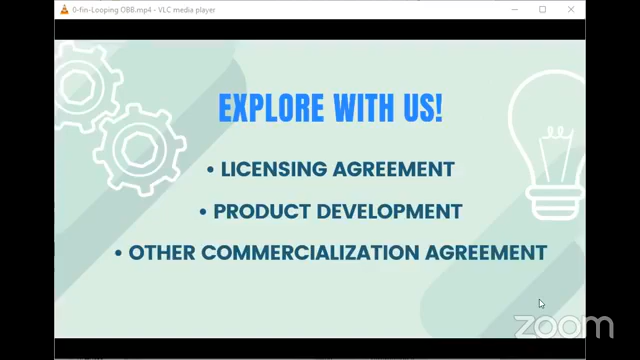 0-fin-Looping OBB.mp4 - VLC media player
EXPLORE WITH US!
• LICENSING AGREEMENT
• PRODUCT DEVELOPMENT
• OTHER COMMERCIALIZATION AGREEMENT
zoom